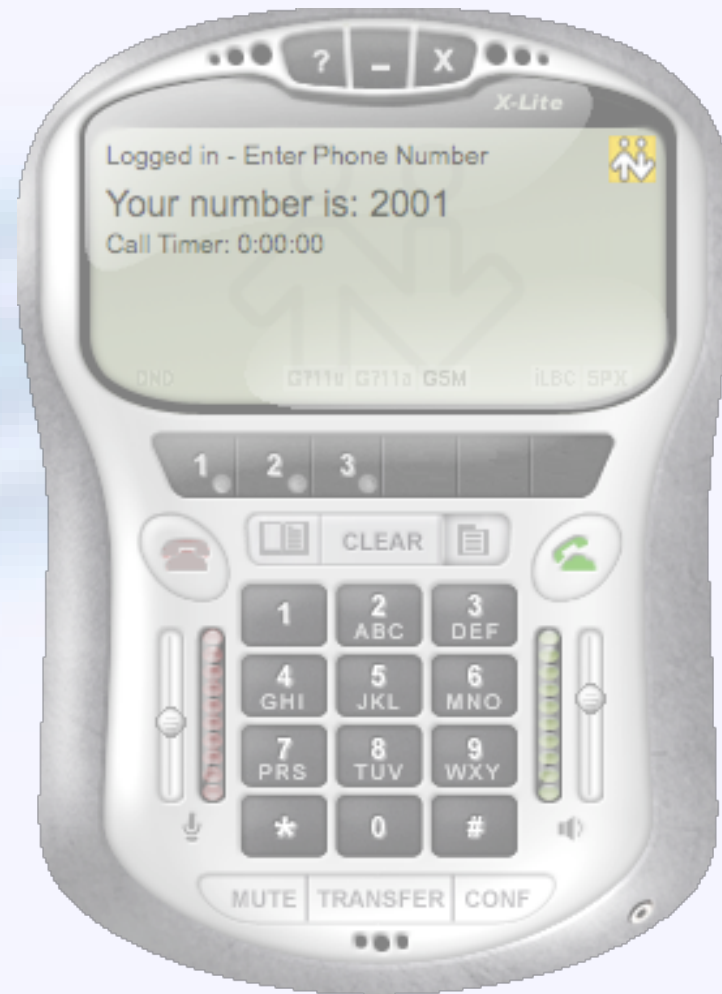 ? – X
X-Lite
Logged in - Enter Phone Number
Your number is: 2001
Call Timer: 0:00:00
DND G711u G711a GSM iLBC SPX
1 2 3
CLEAR
1 2 3
ABC DEF
4 5 6
GHI JKL MNO
7 8 9
PRS TUV WXY
* 0 #
MUTE TRANSFER CONF